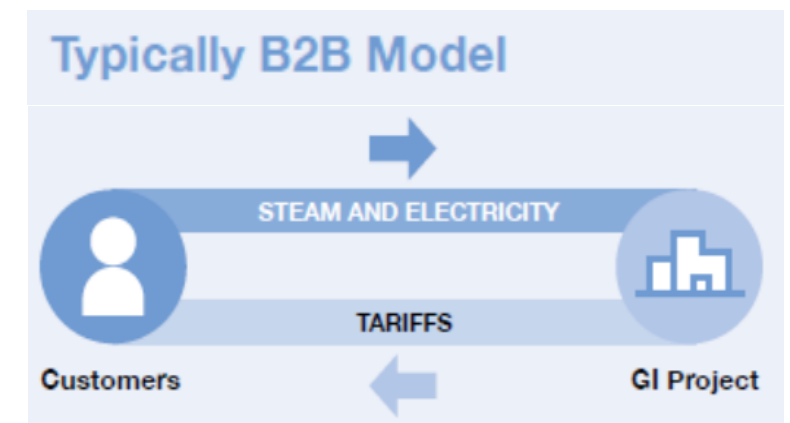 Typically B2B Model
STEAM AND ELECTRICITY
TARIFFS
Customers
GI Project